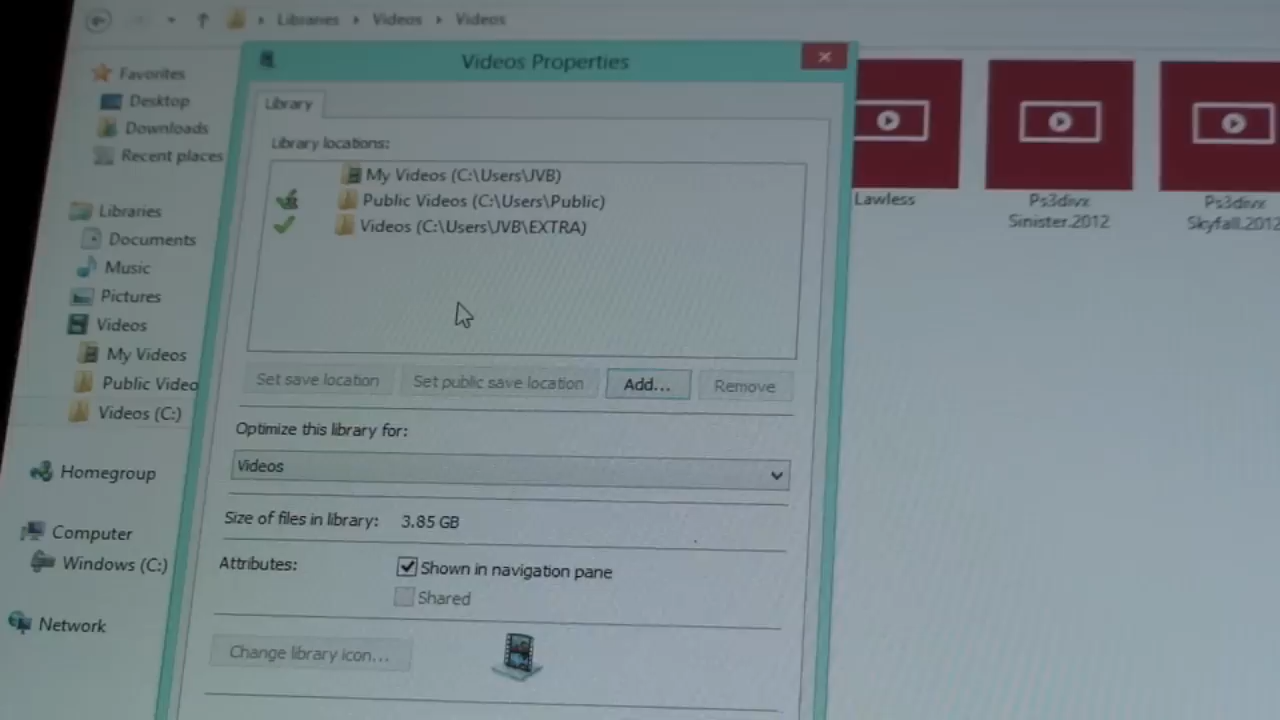 Libraries Videos Videos
Favorites
Desktop
Downloads
Recent places
Libraries
Documents
Music
Pictures
Videos
My Videos
Public Video
Videos (C:)
Homegroup
Computer
Windows (C:)
Network
Videos Properties
Library
Library locations:
My Videos (C:\Users\JVB)
Public Videos (C:\Users\Public)
Videos (C:\Users\JVB\EXTRA)
Set save location Set public save location Add... Remove
Optimize this library for:
Videos
Size of files in library: 3.85 GB
Attributes: Shown in navigation pane
Shared
Change library icon...
Lawless
Ps3divx
Sinister.2012
Ps3divx
Skyfall.2012